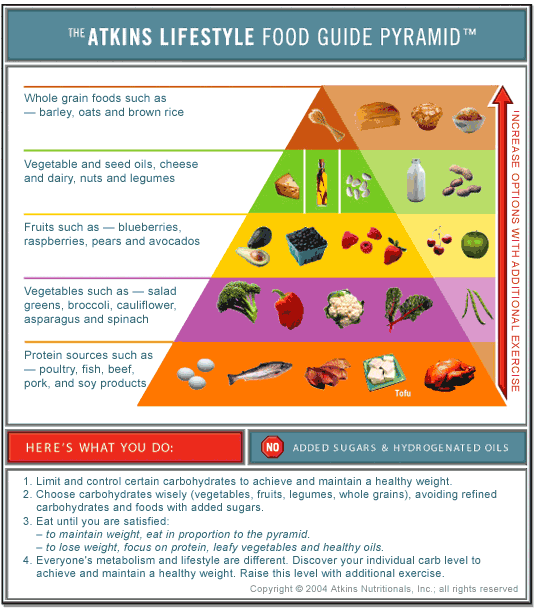 THE ATKINS LIFESTYLE FOOD GUIDE PYRAMID™
Whole grain foods such as
— barley, oats and brown rice
Vegetable and seed oils, cheese
and dairy, nuts and legumes
Fruits such as — blueberries,
raspberries, pears and avocados
Vegetables such as — salad
greens, broccoli, cauliflower,
asparagus and spinach
Protein sources such as
— poultry, fish, beef,
pork, and soy products
Tofu
INCREASE OPTIONS WITH ADDITIONAL EXERCISE
HERE'S WHAT YOU DO:
NO ADDED SUGARS & HYDROGENATED OILS
1. Limit and control certain carbohydrates to achieve and maintain a healthy weight.
2. Choose carbohydrates wisely (vegetables, fruits, legumes, whole grains), avoiding refined
carbohydrates and foods with added sugars.
3. Eat until you are satisfied:
– to maintain weight, eat in proportion to the pyramid.
– to lose weight, focus on protein, leafy vegetables and healthy oils.
4. Everyone's metabolism and lifestyle are different. Discover your individual carb level to
achieve and maintain a healthy weight. Raise this level with additional exercise.
Copyright © 2004 Atkins Nutritionals, Inc.; all rights reserved